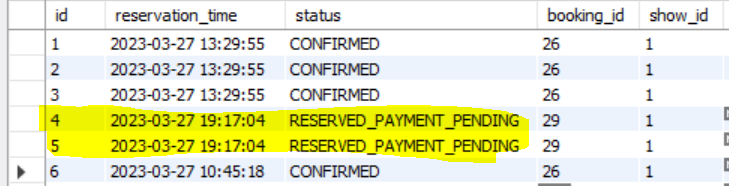 id reservation_time status booking_id show_id
1 2023-03-27 13:29:55 CONFIRMED 26 1
2 2023-03-27 13:29:55 CONFIRMED 26 1
3 2023-03-27 13:29:55 CONFIRMED 26 1
4 2023-03-27 19:17:04 RESERVED_PAYMENT_PENDING 29 1
5 2023-03-27 19:17:04 RESERVED_PAYMENT_PENDING 29 1
6 2023-03-27 10:45:18 CONFIRMED 26 1